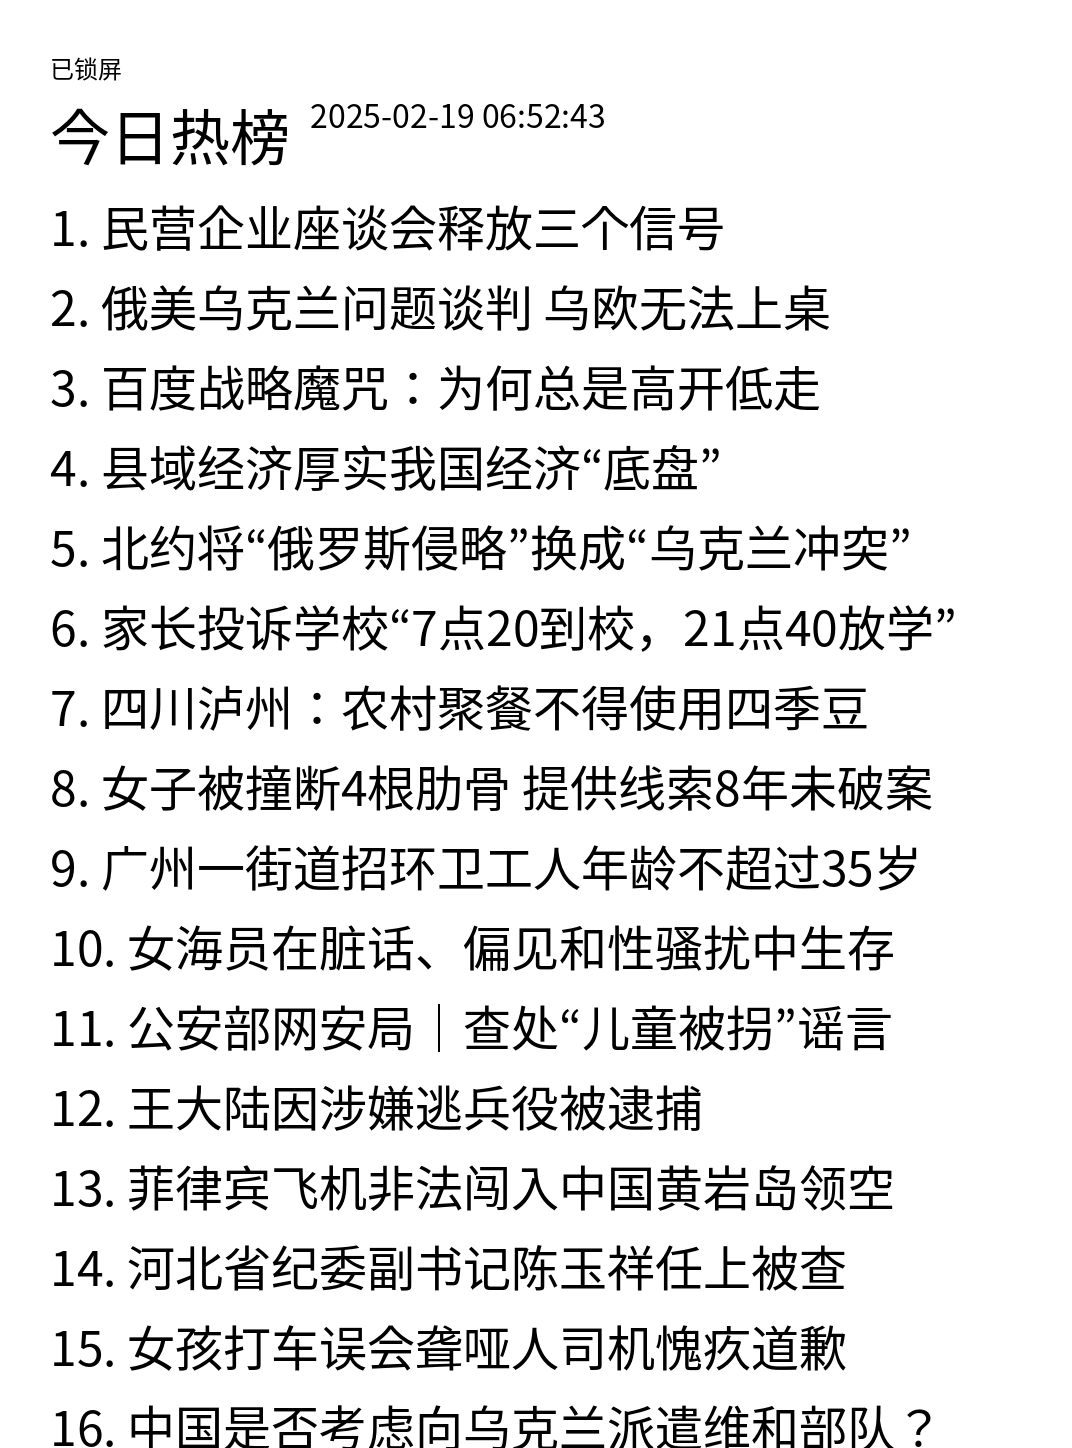 已锁屏
今日热榜 2025-02-19 06:52:43
1. 民营企业座谈会释放三个信号
2. 俄美乌克兰问题谈判 乌欧无法上桌
3. 百度战略魔咒：为何总是高开低走
4. 县域经济厚实我国经济“底盘”
5. 北约将“俄罗斯侵略”换成“乌克兰冲突”
6. 家长投诉学校“7点20到校，21点40放学”
7. 四川泸州：农村聚餐不得使用四季豆
8. 女子被撞断4根肋骨 提供线索8年未破案
9. 广州一街道招环卫工人年龄不超过35岁
10. 女海员在脏话、偏见和性骚扰中生存
11. 公安部网安局｜查处“儿童被拐”谣言
12. 王大陆因涉嫌逃兵役被逮捕
13. 菲律宾飞机非法闯入中国黄岩岛领空
14. 河北省纪委副书记陈玉祥任上被查
15. 女孩打车误会聋哑人司机愧疚道歉
16. 中国是否考虑向乌克兰派遣维和部队？